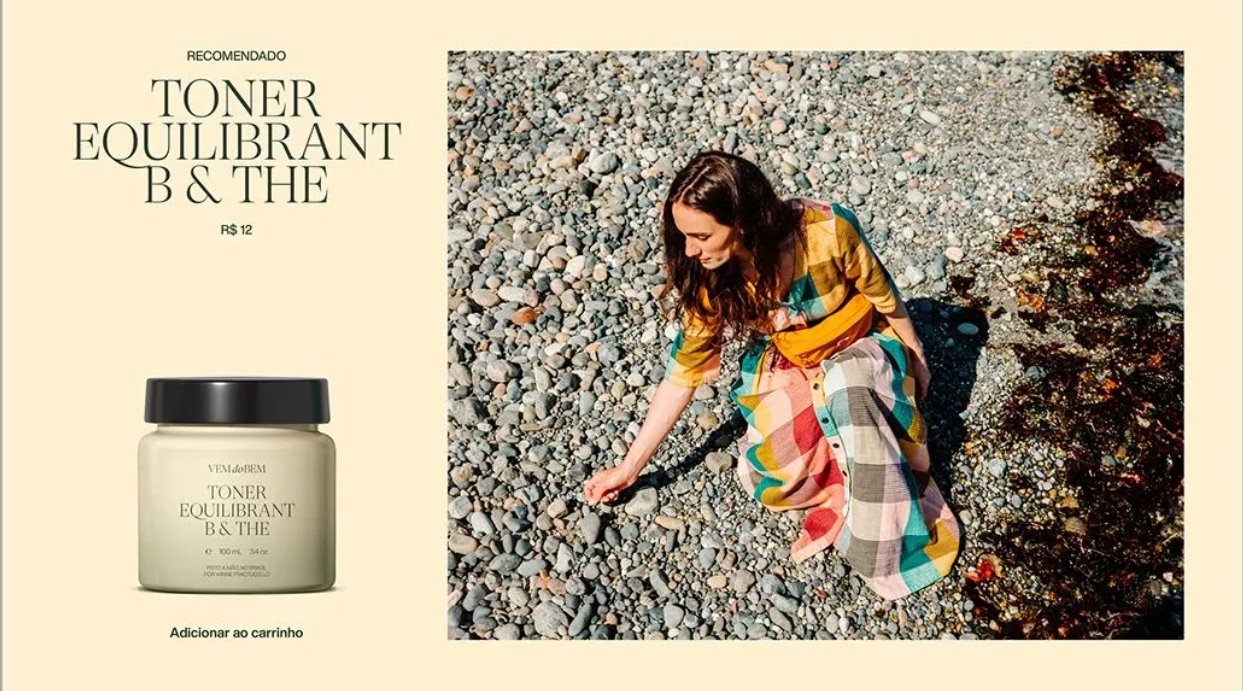 RECOMENDADO
TONER
EQUILIBRANT
B & THE
R$ 12
VEM do BEM
TONER
EQUILIBRANT
B & THE
e 100 mL 3.4 oz
FEITO A MÃO, NO BRASIL
POR
Adicionar ao carrinho